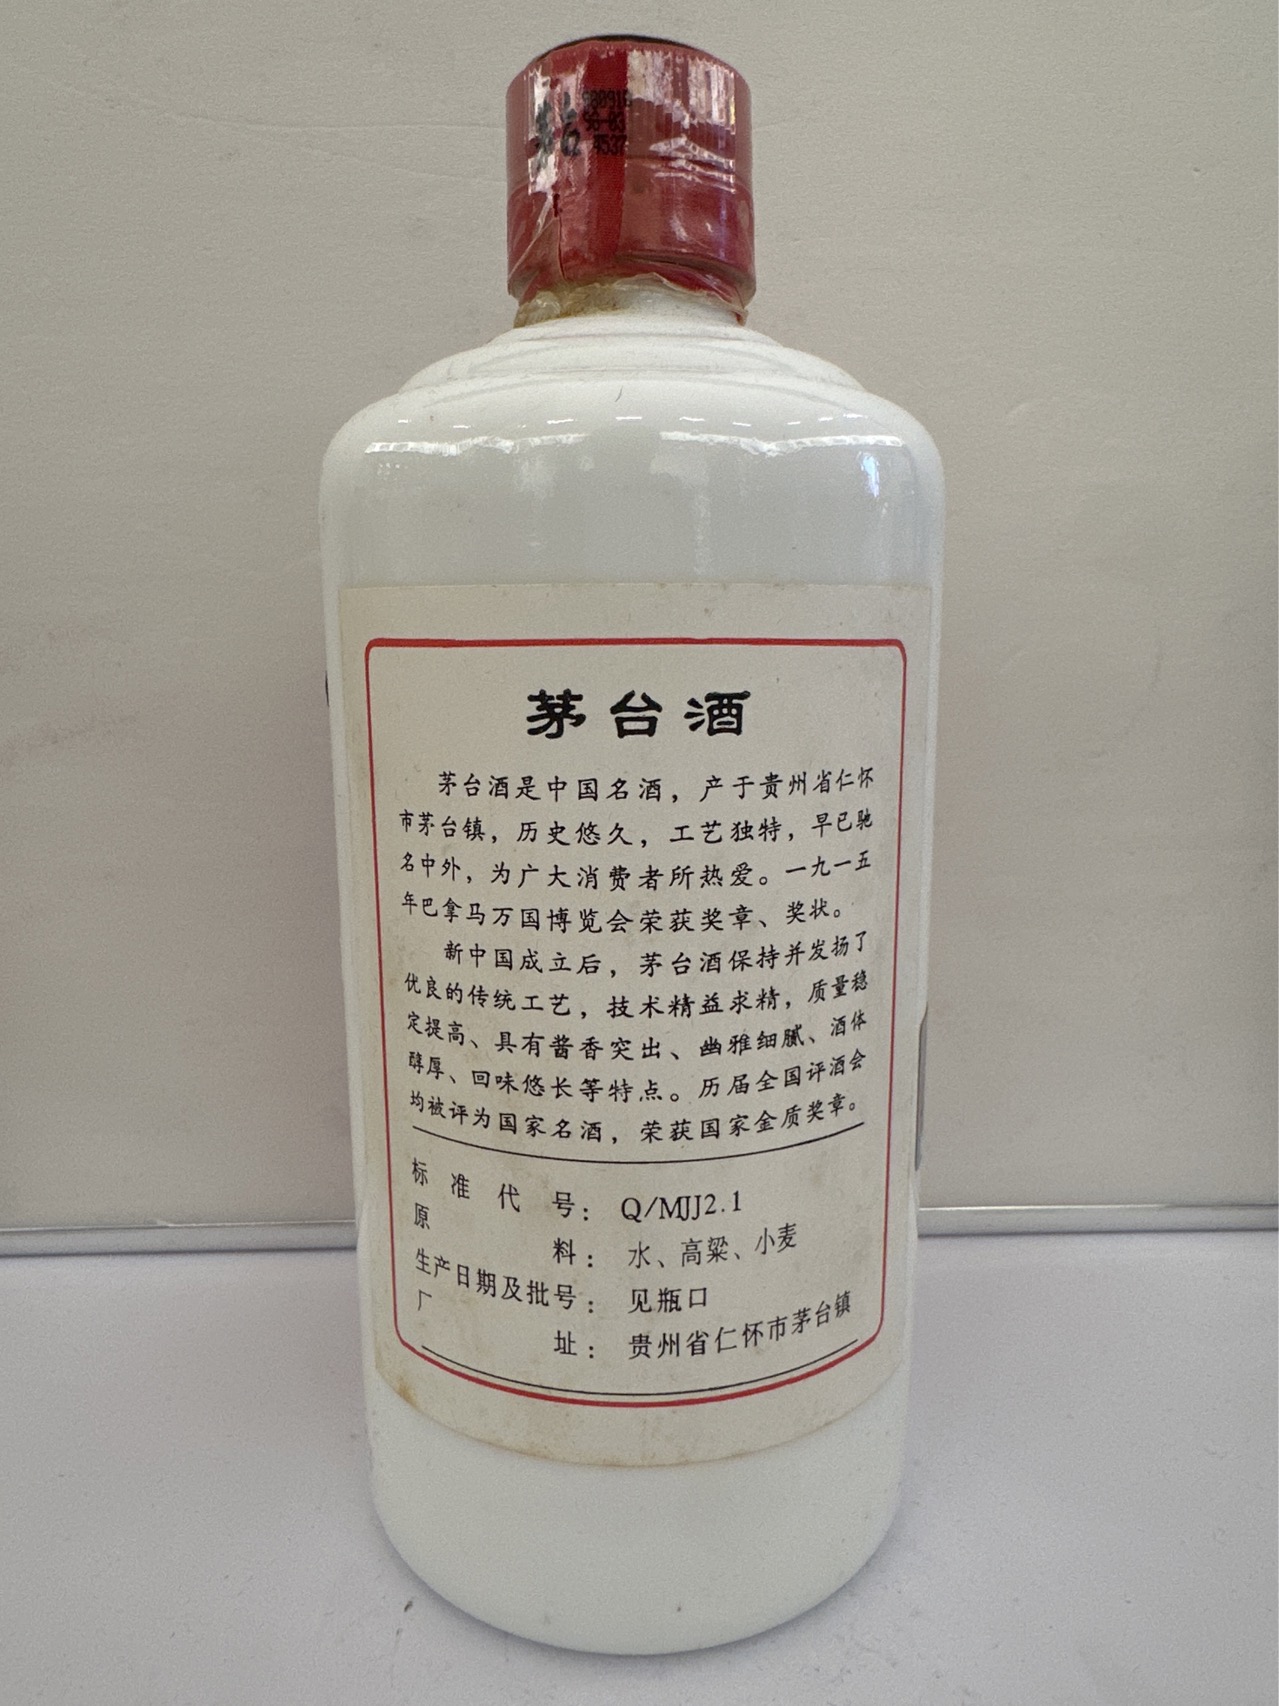 茅台
茅台酒
茅台酒是中国名酒，产于贵州省仁怀
市茅台镇，历史悠久，工艺独特，早已驰
名中外，为广大消费者所热爱。一九一五
年巴拿马万国博览会荣获奖章、奖状。
新中国成立后，茅台酒保持并发扬了
优良的传统工艺，技术精益求精，质量稳
定提高、具有酱香突出、幽雅细腻、酒体
醇厚、回味悠长等特点。历届全国评酒会
均被评为国家名酒，荣获国家金质奖章。
标准代号：Q/MJJ2.1
原料：水、高粱、小麦
生产日期及批号：见瓶口
厂址：贵州省仁怀市茅台镇